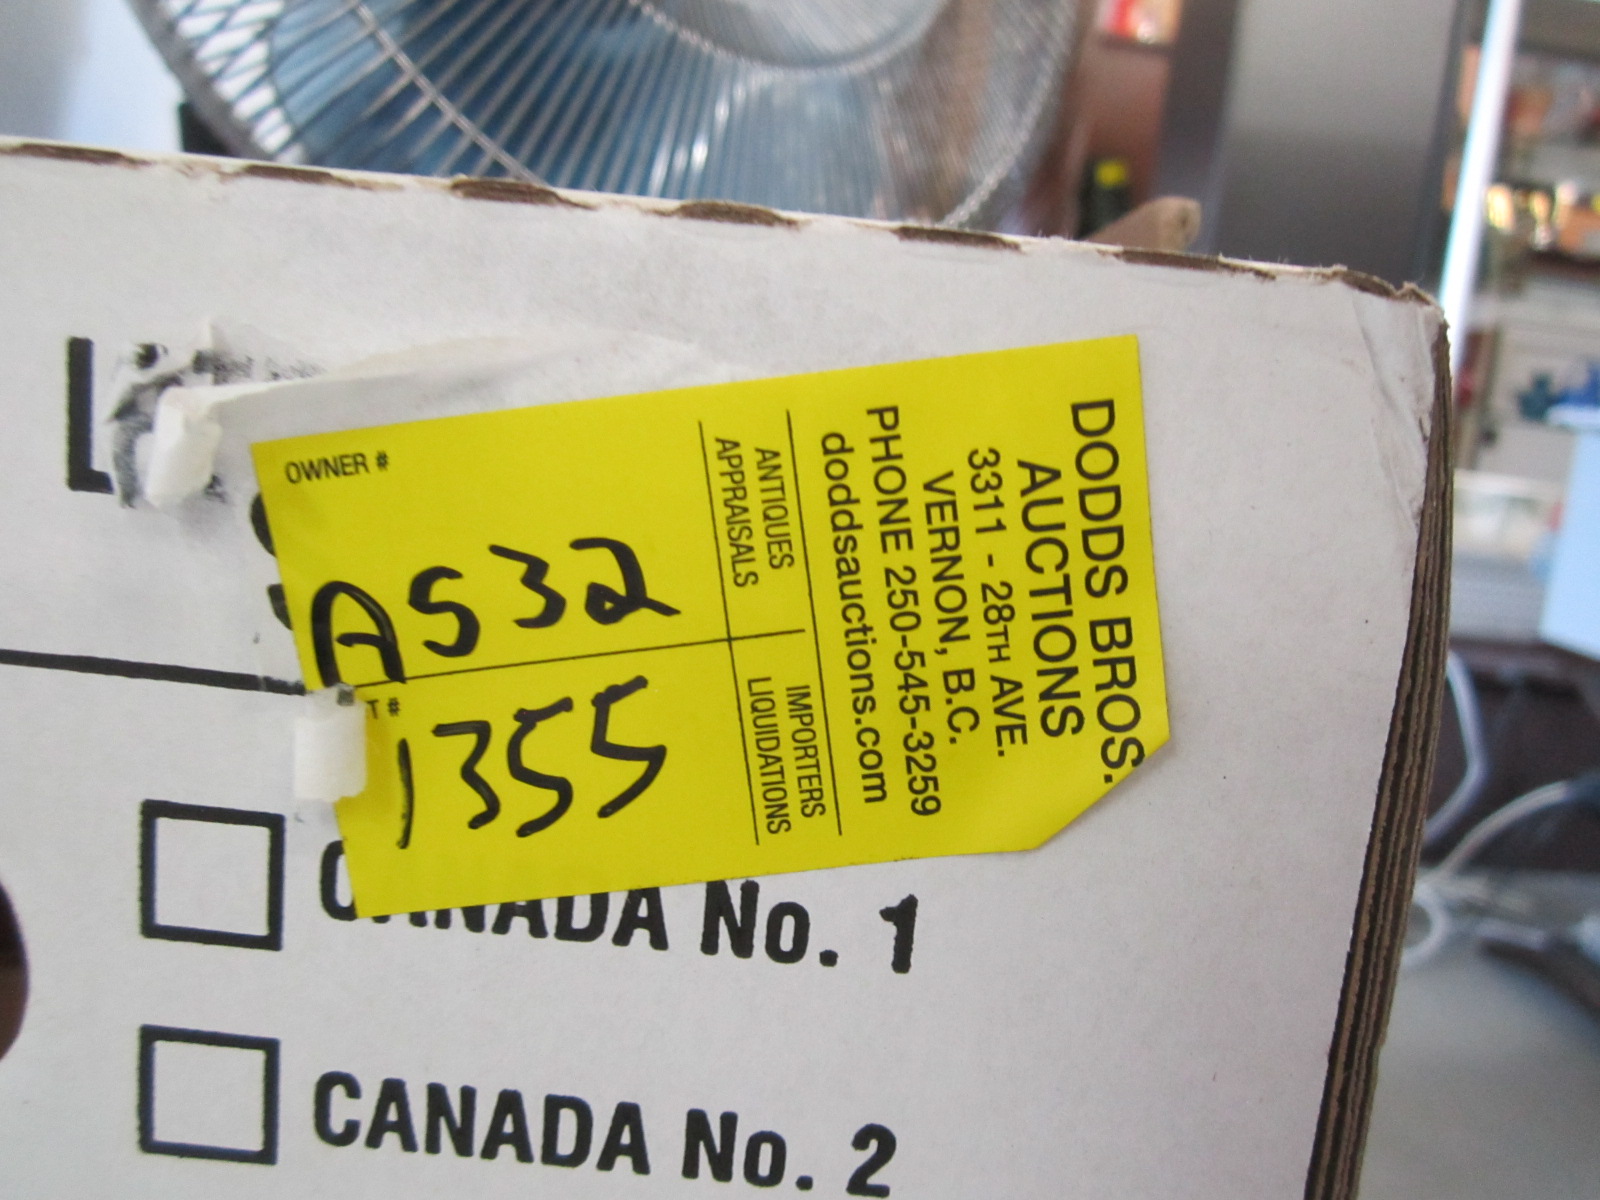 DODDS BROS.
AUCTIONS
3311 - 28TH AVE.
VERNON, B.C.
PHONE 250-545-3259
doddsauctions.com
ANTIQUES
APPRAISALS
IMPORTERS
LIQUIDATIONS
OWNER #
A532
T #
1355
CANADA No. 1
CANADA No. 2